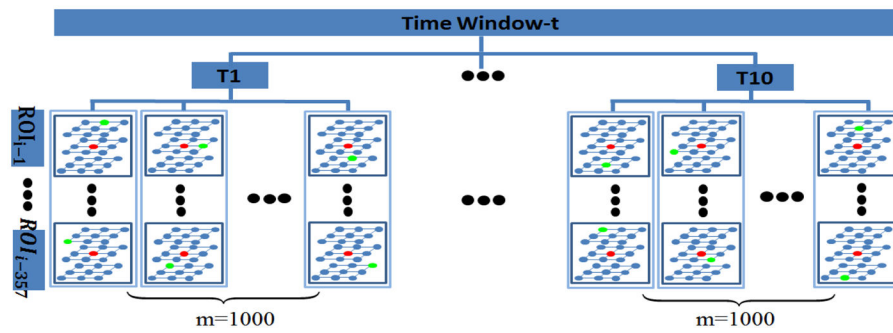 Time Window-t
T1
T10
ROIᵢ₋₁
ROIᵢ₋₃₅₇
m=1000
m=1000